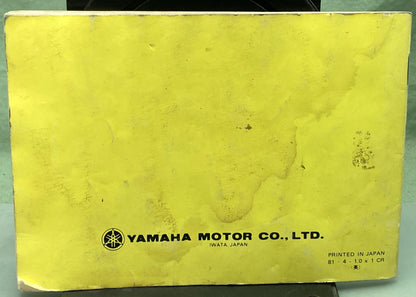 YAMAHA MOTOR CO., LTD.
IWATA, JAPAN
PRINTED IN JAPAN
81 - 4 - 1.0 × 1 CR